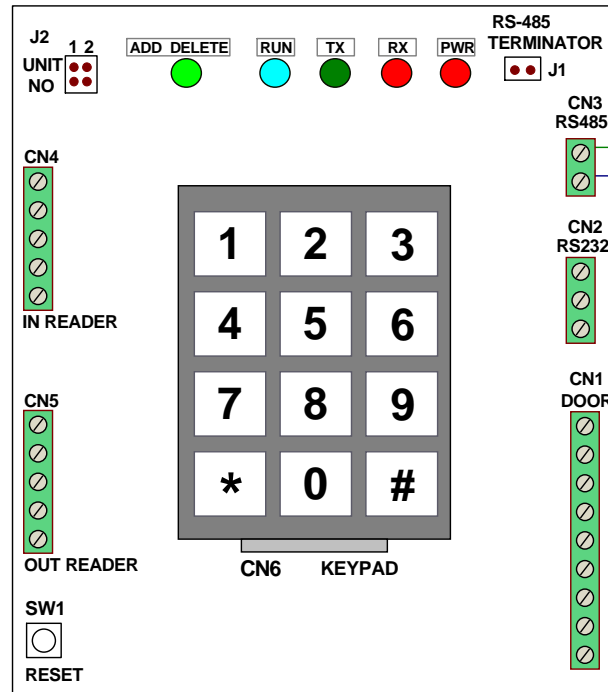 J2
1 2
UNIT
NO
ADD DELETE
RUN
TX
RX
PWR
RS-485
TERMINATOR
J1
CN3
RS485
CN4
IN READER
CN2
RS232
1 2 3
4 5 6
7 8 9
* 0 #
CN5
OUT READER
CN1
DOOR
CN6 KEYPAD
SW1
RESET